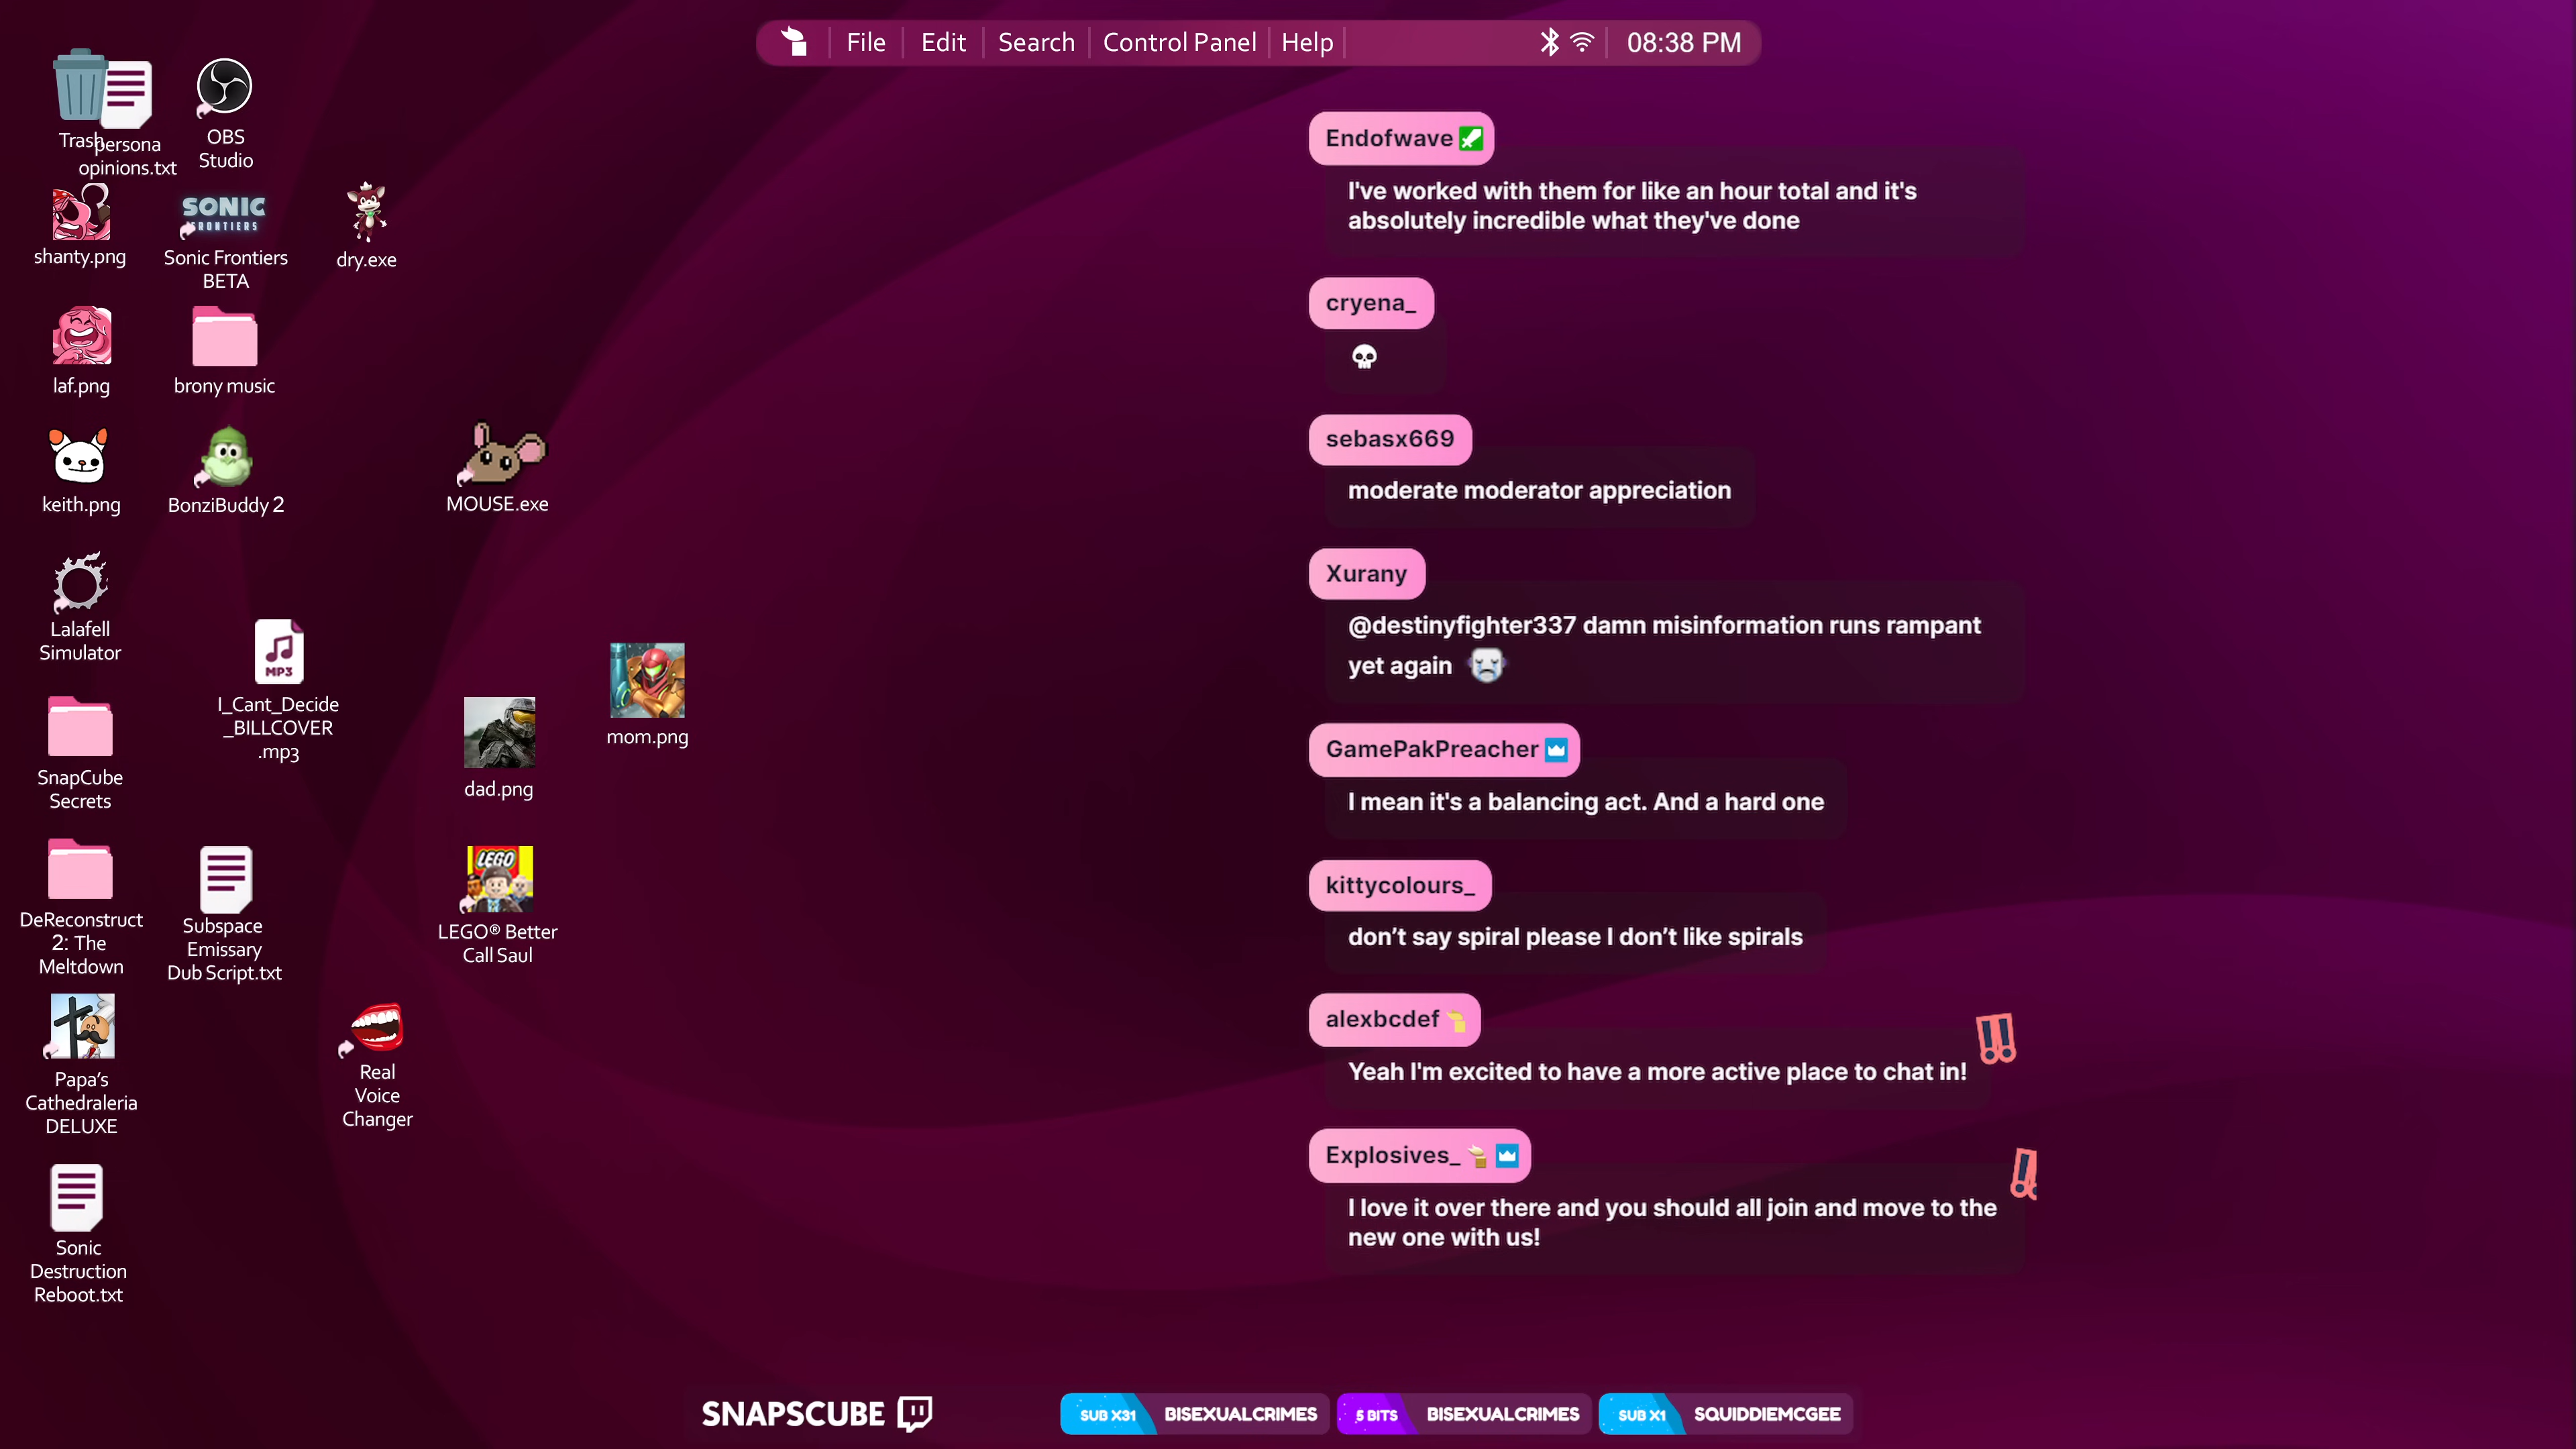 File
Edit
Search
Control Panel
Help
08:38 PM
Trash
persona
opinions.txt
OBS
Studio
shanty.png
SONIC
FRONTIERS
Sonic Frontiers
BETA
dry.exe
laf.png
brony music
keith.png
BonziBuddy 2
MOUSE.exe
Lalafell
Simulator
MP3
I_Cant_Decide
_BILLCOVER
.mp3
mom.png
dad.png
SnapCube
Secrets
DeReconstruct
2: The
Meltdown
Subspace
Emissary
Dub Script.txt
LEGO
LEGO® Better
Call Saul
Papa’s
Cathedraleria
DELUXE
Real
Voice
Changer
Sonic
Destruction
Reboot.txt
Endofwave
I've worked with them for like an hour total and it's
absolutely incredible what they've done
cryena_
sebasx669
moderate moderator appreciation
Xurany
@destinyfighter337 damn misinformation runs rampant
yet again
GamePakPreacher
I mean it's a balancing act. And a hard one
kittycolours_
don’t say spiral please I don’t like spirals
alexbcdef
Yeah I'm excited to have a more active place to chat in!
Explosives_
I love it over there and you should all join and move to the
new one with us!
SNAPSCUBE
SUB X31 BISEXUALCRIMES
5 BITS BISEXUALCRIMES
SUB X1 SQUIDDIEMCGEE